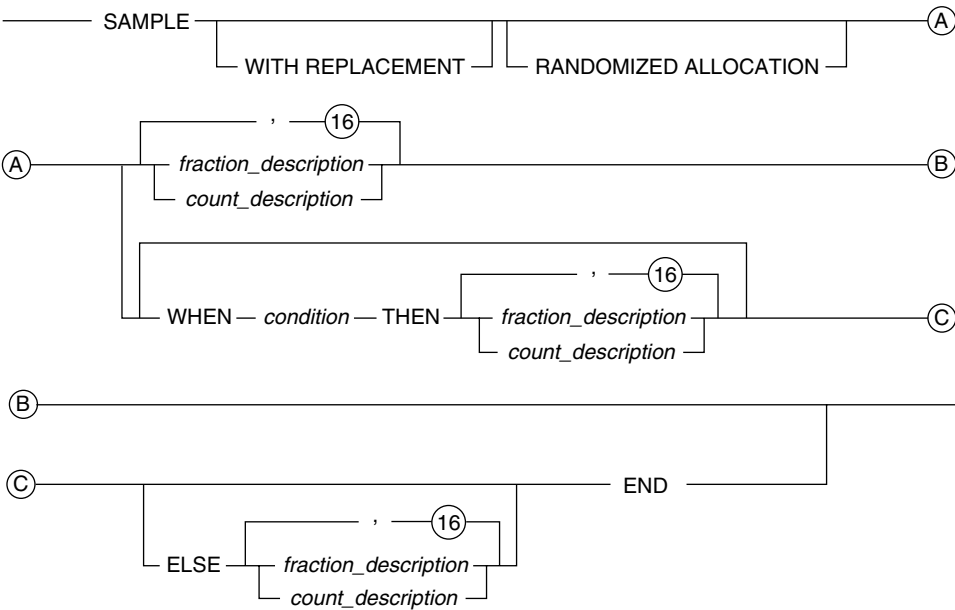 SAMPLE A
WITH REPLACEMENT RANDOMIZED ALLOCATION
, 16
A fraction_description B
count_description
, 16
WHEN condition THEN fraction_description C
count_description
B
C END
, 16
ELSE fraction_description
count_description